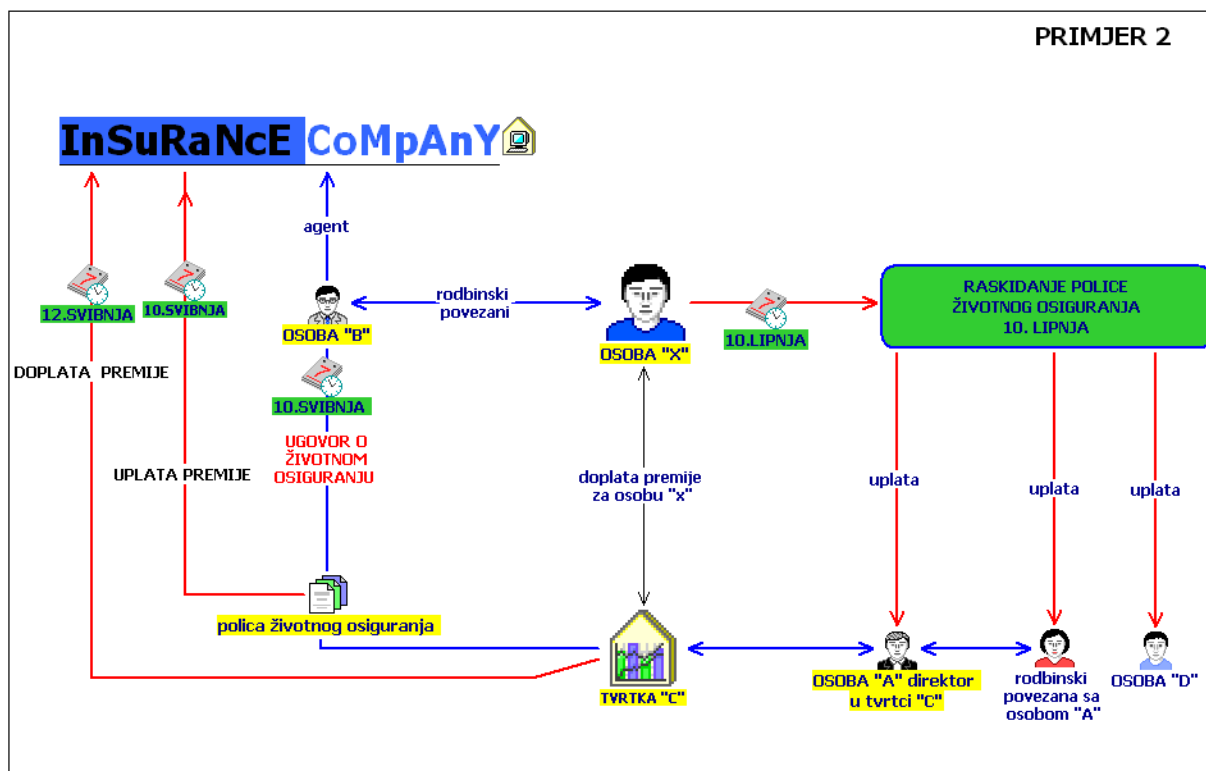 PRIMJER 2
InSuRaNcE CoMpAnY
agent
12.SVIBNJA
10.SVIBNJA
OSOBA "B"
rodbinski
povezani
OSOBA "X"
10.LIPNJA
RASKIDANJE POLICE
ŽIVOTNOG OSIGURANJA
10. LIPNJA
DOPLATA PREMIJE
10.SVIBNJA
UGOVOR O
ŽIVOTNOM
OSIGURANJU
UPLATA PREMIJE
doplata premije
za osobu "x"
uplata
uplata
uplata
polica životnog osiguranja
TVRTKA "C"
OSOBA "A" direktor
u tvrtci "C"
rodbinski
povezana sa
osobom "A"
OSOBA "D"